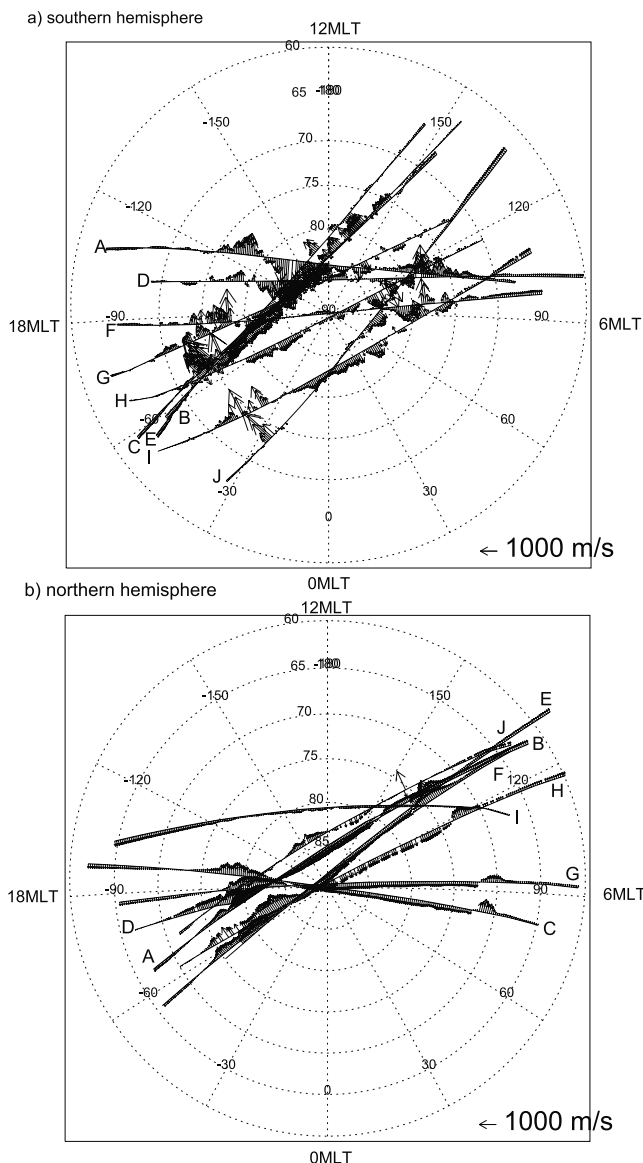 a) southern hemisphere
12MLT
60
65
-180
-150
150
70
75
-120
120
80
A
D
18MLT
-90
F
90
6MLT
G
H
-60
B
C
E
60
I
J
-30
30
0
1000 m/s
0MLT
b) northern hemisphere
12MLT
60
65
-180
-150
150
E
70
J
B
75
F
-120
120
H
80
I
85
G
18MLT
-90
90
6MLT
D
C
A
-60
60
-30
30
0
1000 m/s
0MLT